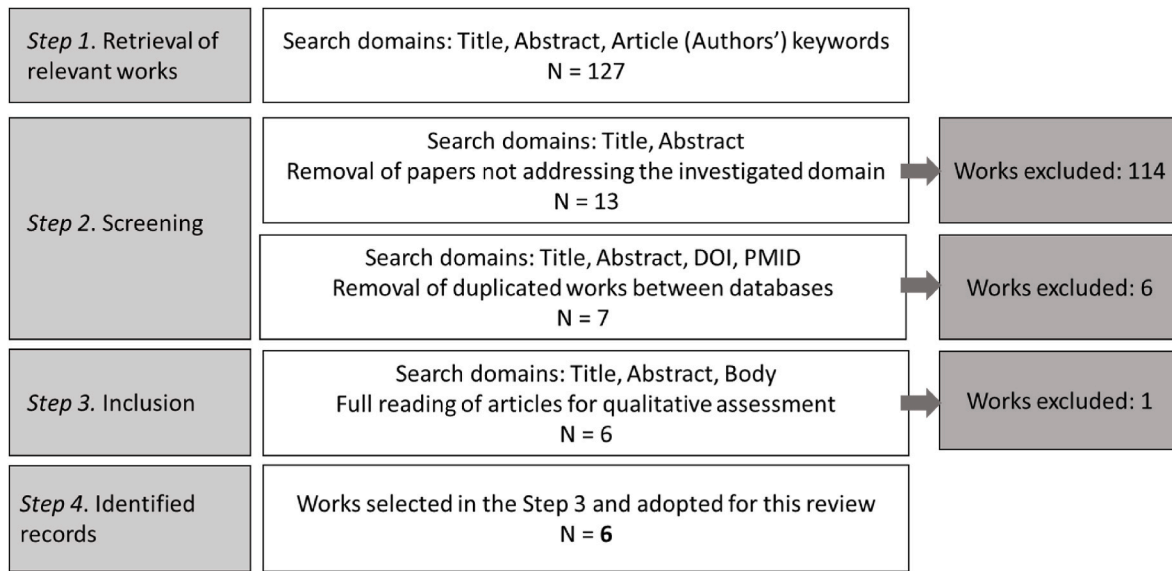 Step 1. Retrieval of
relevant works
Search domains: Title, Abstract, Article (Authors’) keywords
N = 127
Step 2. Screening
Search domains: Title, Abstract
Removal of papers not addressing the investigated domain
N = 13
Works excluded: 114
Search domains: Title, Abstract, DOI, PMID
Removal of duplicated works between databases
N = 7
Works excluded: 6
Step 3. Inclusion
Search domains: Title, Abstract, Body
Full reading of articles for qualitative assessment
N = 6
Works excluded: 1
Step 4. Identified
records
Works selected in the Step 3 and adopted for this review
N = 6